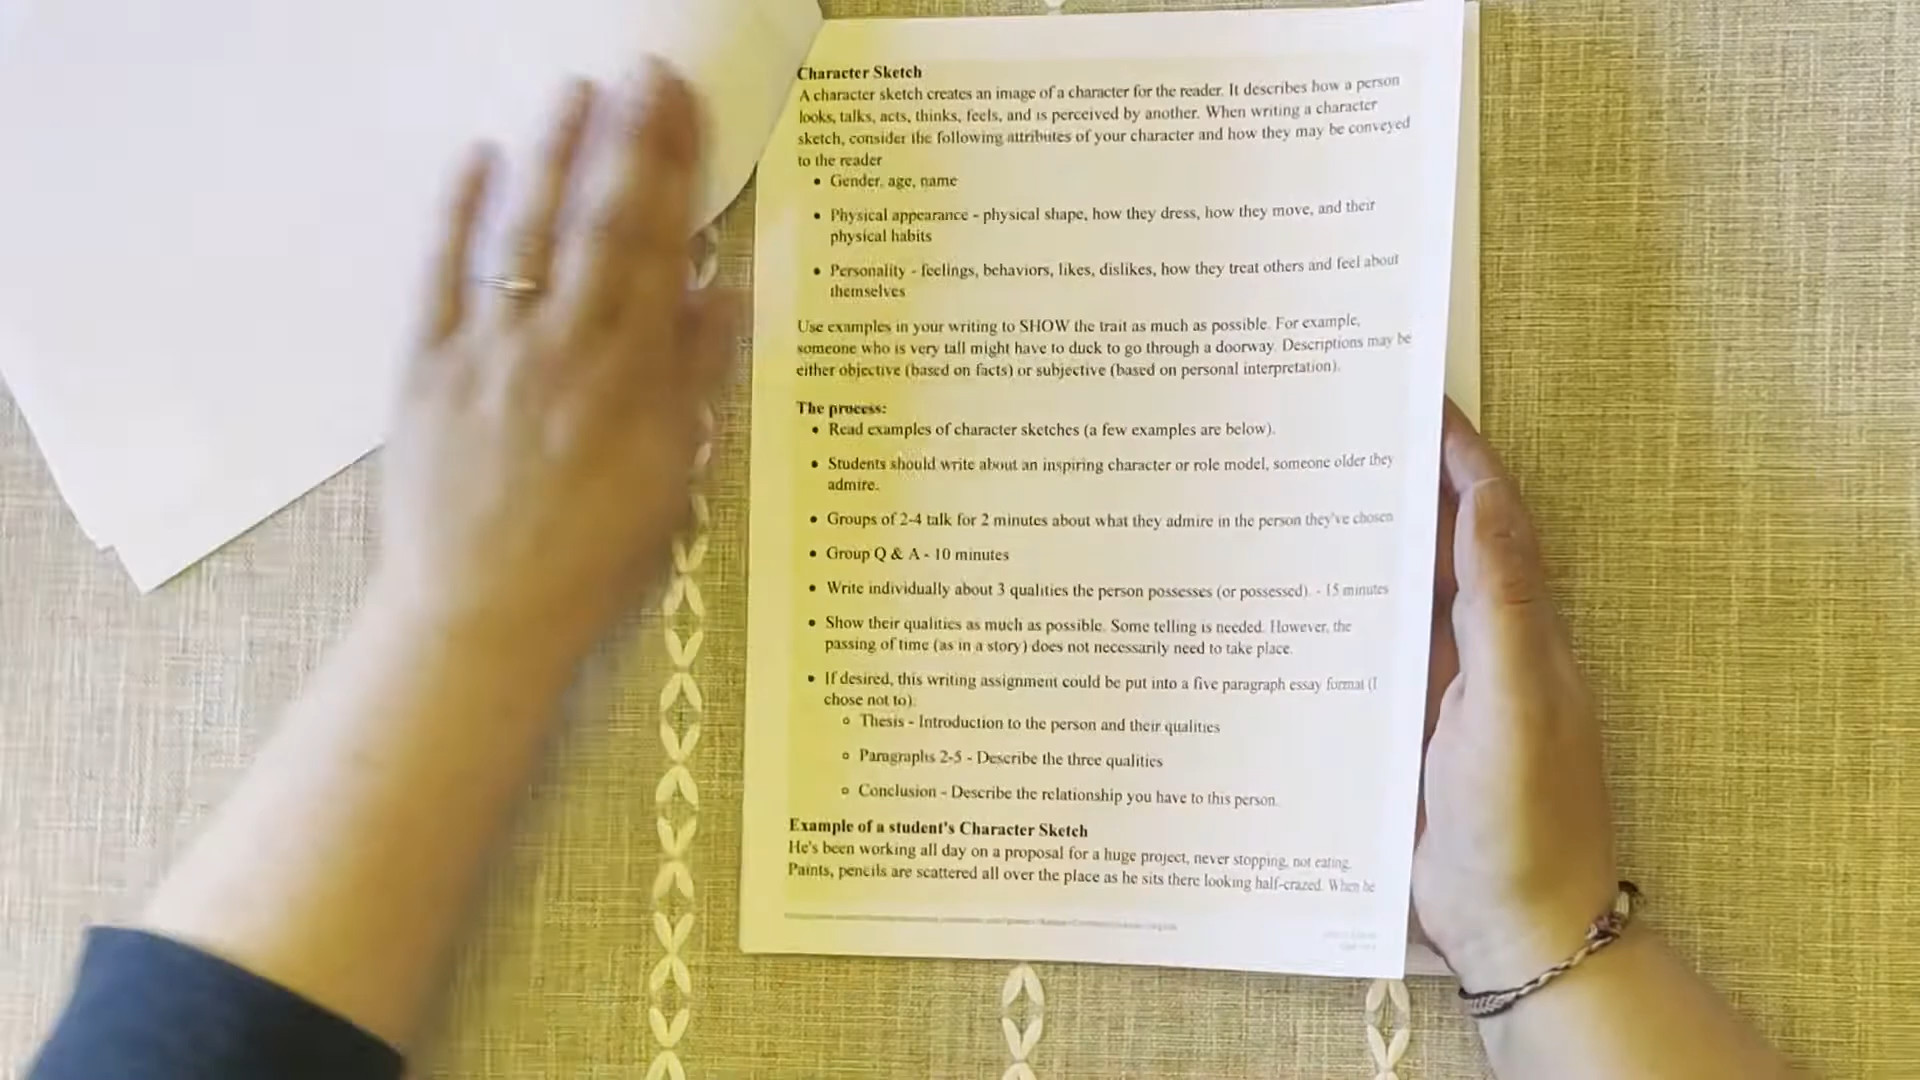 Character Sketch
A character sketch creates an image of a character for the reader. It describes how a person
looks, talks, acts, thinks, feels, and is perceived by another. When writing a character
sketch, consider the following attributes of your character and how they may be conveyed
to the reader
• Gender, age, name
• Physical appearance - physical shape, how they dress, how they move, and their
physical habits
• Personality - feelings, behaviors, likes, dislikes, how they treat others and feel about
themselves
Use examples in your writing to SHOW the trait as much as possible. For example,
someone who is very tall might have to duck to go through a doorway. Descriptions may be
either objective (based on facts) or subjective (based on personal interpretation).
The process:
• Read examples of character sketches (a few examples are below).
• Students should write about an inspiring character or role model, someone older they
admire.
• Groups of 2-4 talk for 2 minutes about what they admire in the person they've chosen
• Group Q & A - 10 minutes
• Write individually about 3 qualities the person possesses (or possessed). - 15 minutes
• Show their qualities as much as possible. Some telling is needed. However, the
passing of time (as in a story) does not necessarily need to take place.
• If desired, this writing assignment could be put into a five paragraph essay format (I
chose not to):
◦ Thesis - Introduction to the person and their qualities
◦ Paragraphs 2-5 - Describe the three qualities
◦ Conclusion - Describe the relationship you have to this person.
Example of a student's Character Sketch
He's been working all day on a proposal for a huge project, never stopping, not eating.
Paints, pencils are scattered all over the place as he sits there looking half-crazed. When he